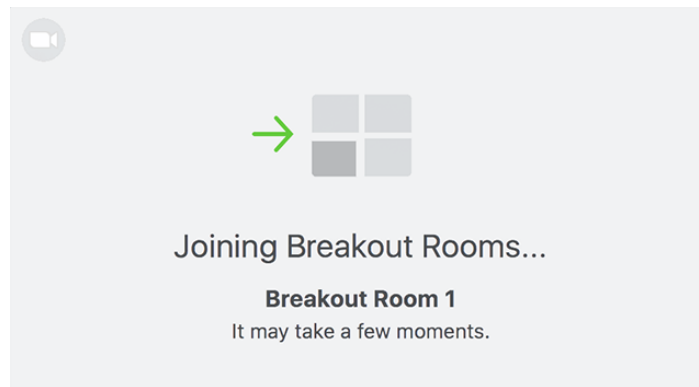 Joining Breakout Rooms...
Breakout Room 1
It may take a few moments.